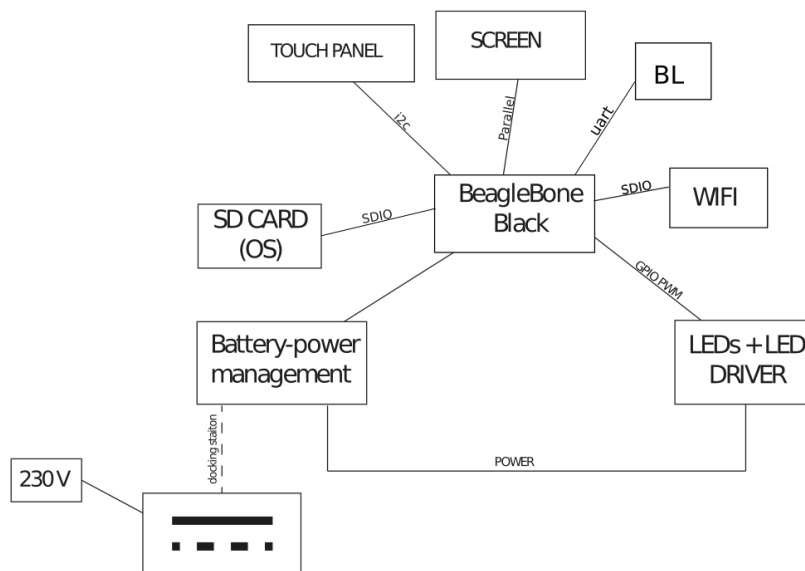 TOUCH PANEL
SCREEN
BL
i2c
Parallel
uart
SD CARD
(OS)
SDIO
BeagleBone
Black
SDIO
WIFI
GPIO PWM
Battery-power
management
LEDs + LED
DRIVER
docking staiton
POWER
230 V